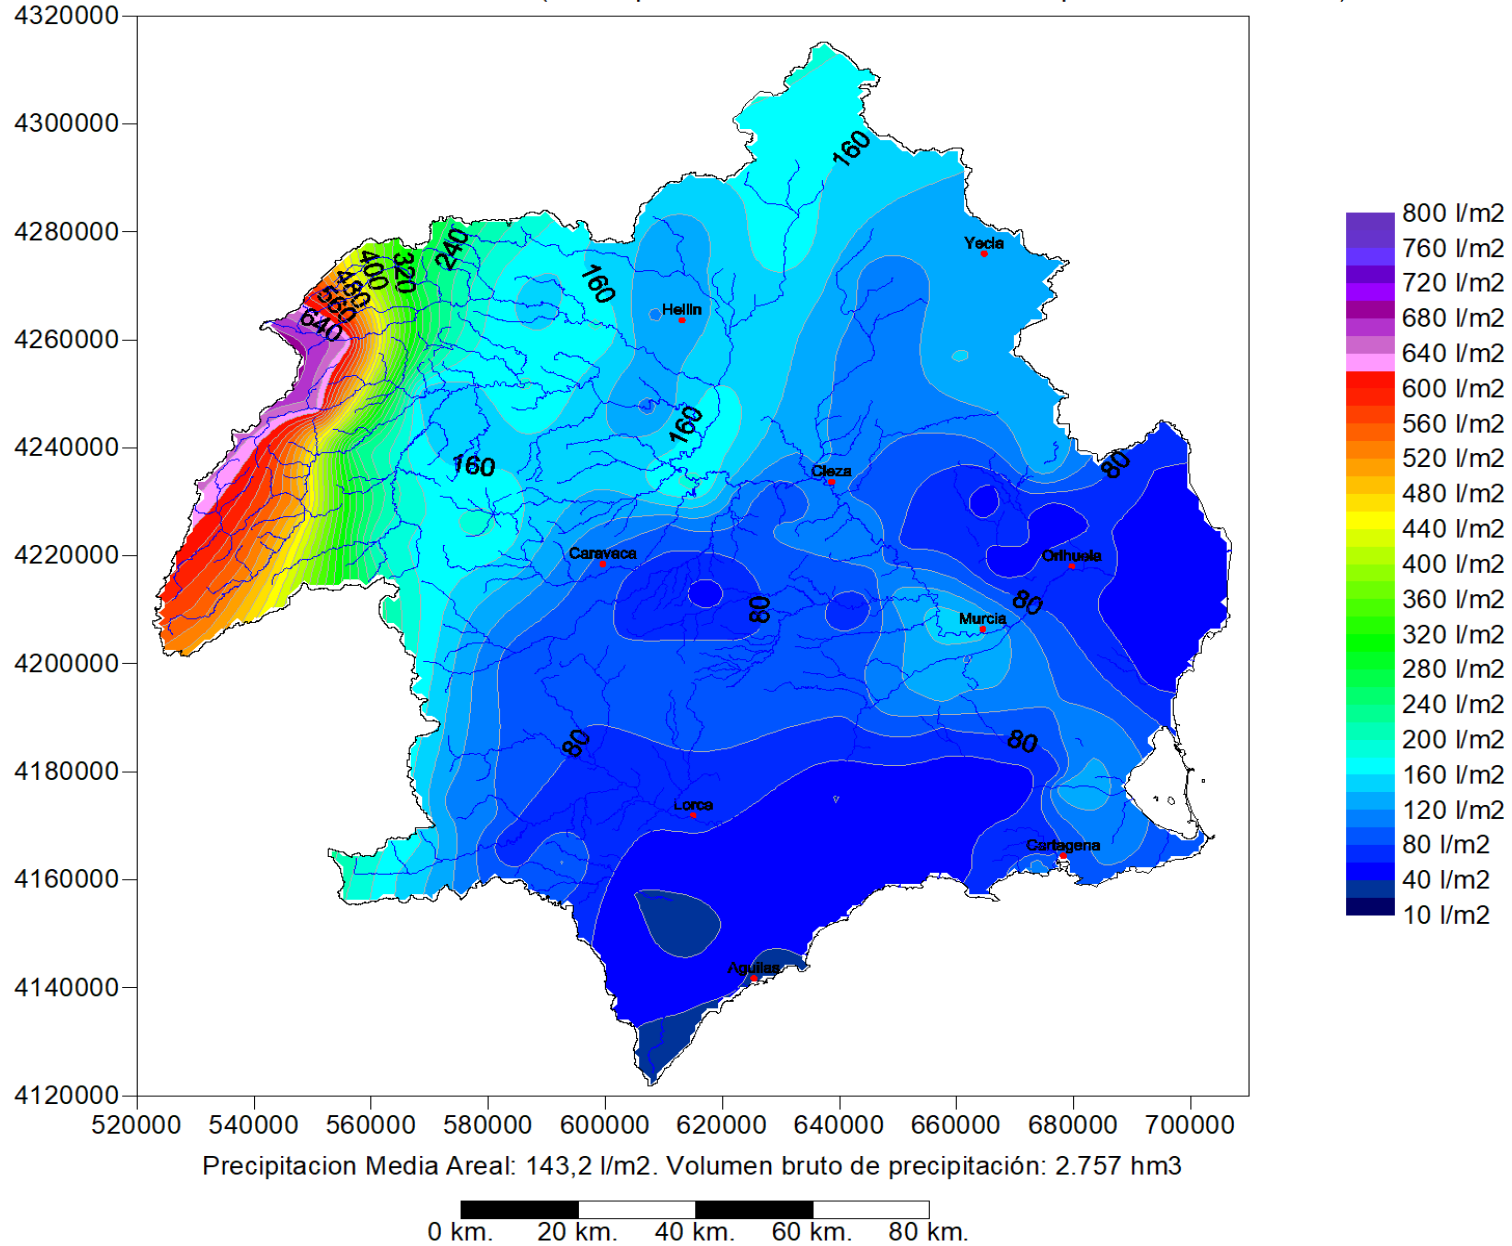 4320000
4300000
4280000
4260000
4240000
4220000
4200000
4180000
4160000
4140000
4120000
520000 540000 560000 580000 600000 620000 640000 660000 680000 700000
160
240
320
400
480
560
640
160
160
160
80
80
80
80
80
Yecla
Hellin
Cieza
Caravaca
Orihuela
Murcia
Lorca
Cartagena
Aguilas
800 l/m2
760 l/m2
720 l/m2
680 l/m2
640 l/m2
600 l/m2
560 l/m2
520 l/m2
480 l/m2
440 l/m2
400 l/m2
360 l/m2
320 l/m2
280 l/m2
240 l/m2
200 l/m2
160 l/m2
120 l/m2
80 l/m2
40 l/m2
10 l/m2
Precipitacion Media Areal: 143,2 l/m2. Volumen bruto de precipitación: 2.757 hm3
0 km. 20 km. 40 km. 60 km. 80 km.